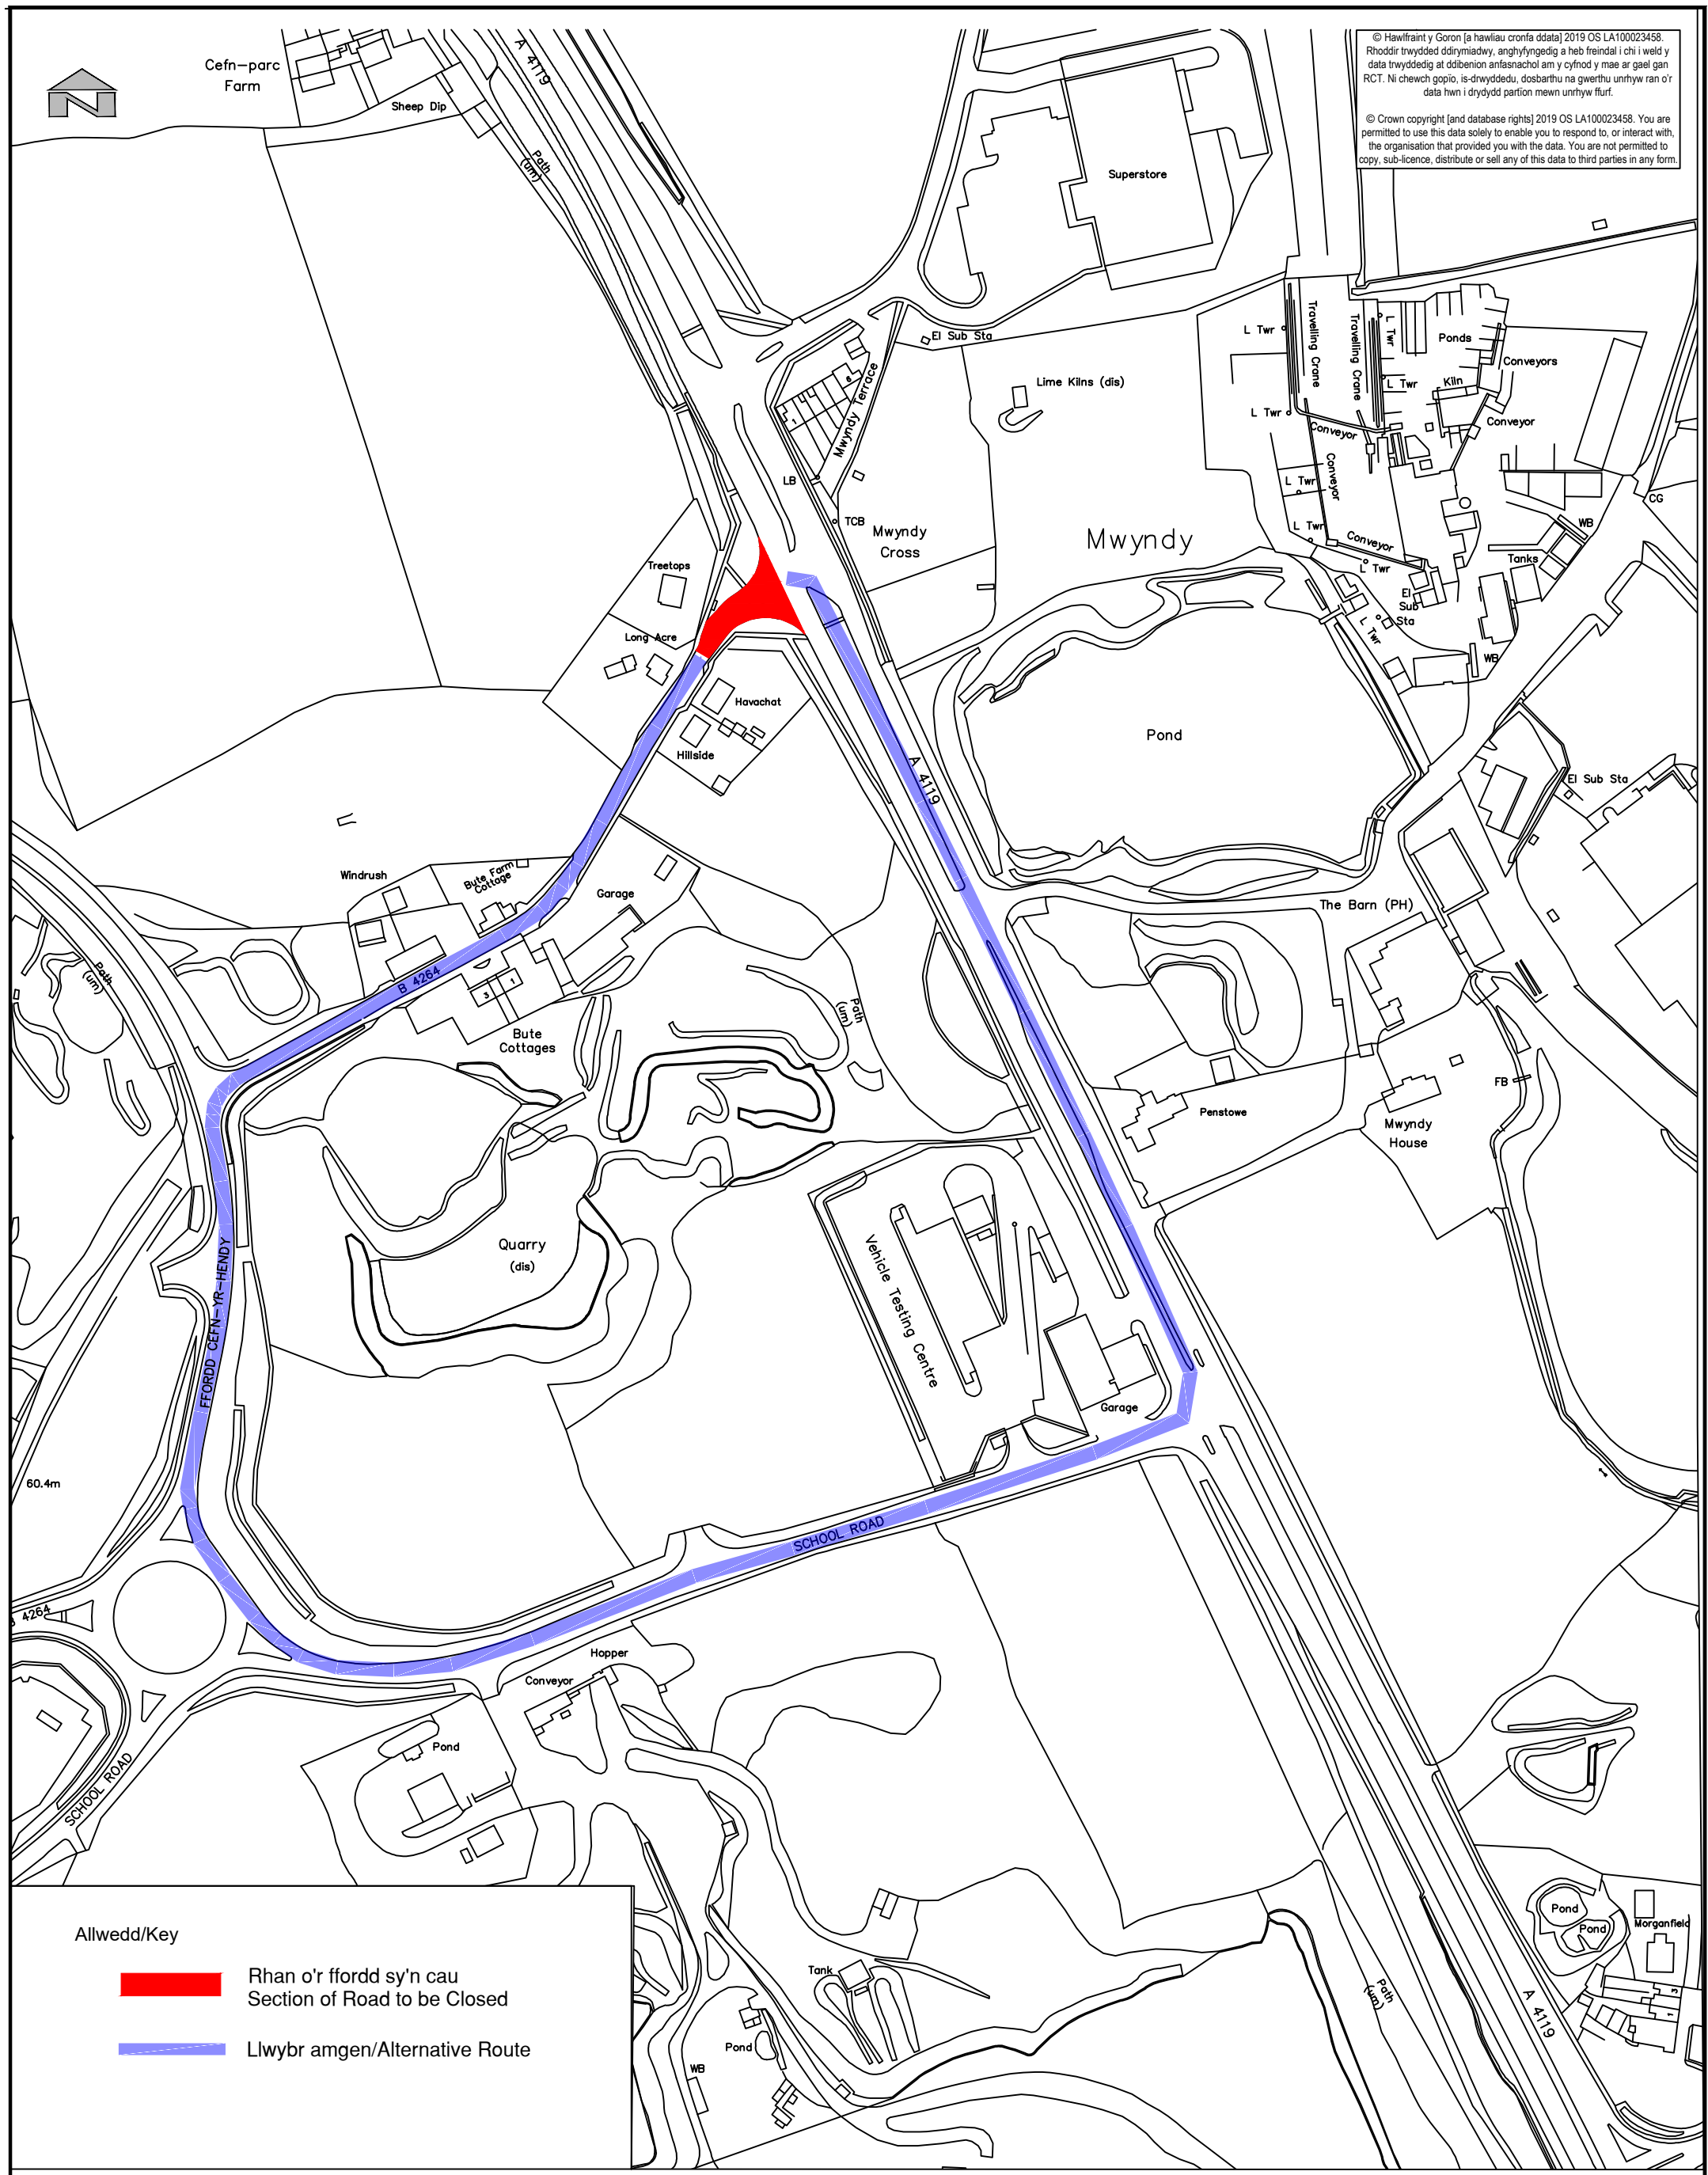 © Hawlfraint y Goron [a hawliau cronfa ddata] 2019 OS LA100023458.
Rhoddir trwydded ddirymiadwy, anghyfyngedig a heb freindal i chi i weld y
data trwyddedig at ddibenion anfasnachol am y cyfnod y mae ar gael gan
RCT. Ni chewch gopïo, is-drwyddedu, dosbarthu na gwerthu unrhyw ran o'r
data hwn i drydydd partïon mewn unrhyw ffurf.
© Crown copyright [and database rights] 2019 OS LA100023458. You are
permitted to use this data solely to enable you to respond to, or interact with,
the organisation that provided you with the data. You are not permitted to
copy, sub-licence, distribute or sell any of this data to third parties in any form.
N
Cefn-parc
Farm
Sheep Dip
A 4119
Path
(um)
Superstore
El Sub Sta
Mwyndy Terrace
6
1
LB
TCB
Mwyndy
Cross
Lime Kilns (dis)
Mwyndy
L Twr
Travelling Crane
Travelling Crane
L Twr
Ponds
Conveyors
L Twr
Kiln
L Twr
Conveyor
Conveyor
Conveyor
L Twr
L Twr
Conveyor
L Twr
CG
WB
Tanks
El
Sub
Sta
L Twr
WB
Treetops
Long Acre
Havachat
Hillside
A 4119
Pond
El Sub Sta
Windrush
Bute Farm
Cottage
Garage
The Barn (PH)
B 4264
3
1
Bute
Cottages
Path
(um)
Path
(um)
FB
Penstowe
Mwyndy
House
Quarry
(dis)
FFORDD CEFN-YR-HENDY
Vehicle Testing Centre
Garage
60.4m
SCHOOL ROAD
4264
Hopper
Conveyor
Pond
SCHOOL ROAD
Pond
Pond
Morganfield
3
1
Tank
Path
(um)
A 4119
Pond
WB
Allwedd/Key
Rhan o'r ffordd sy'n cau
Section of Road to be Closed
Llwybr amgen/Alternative Route